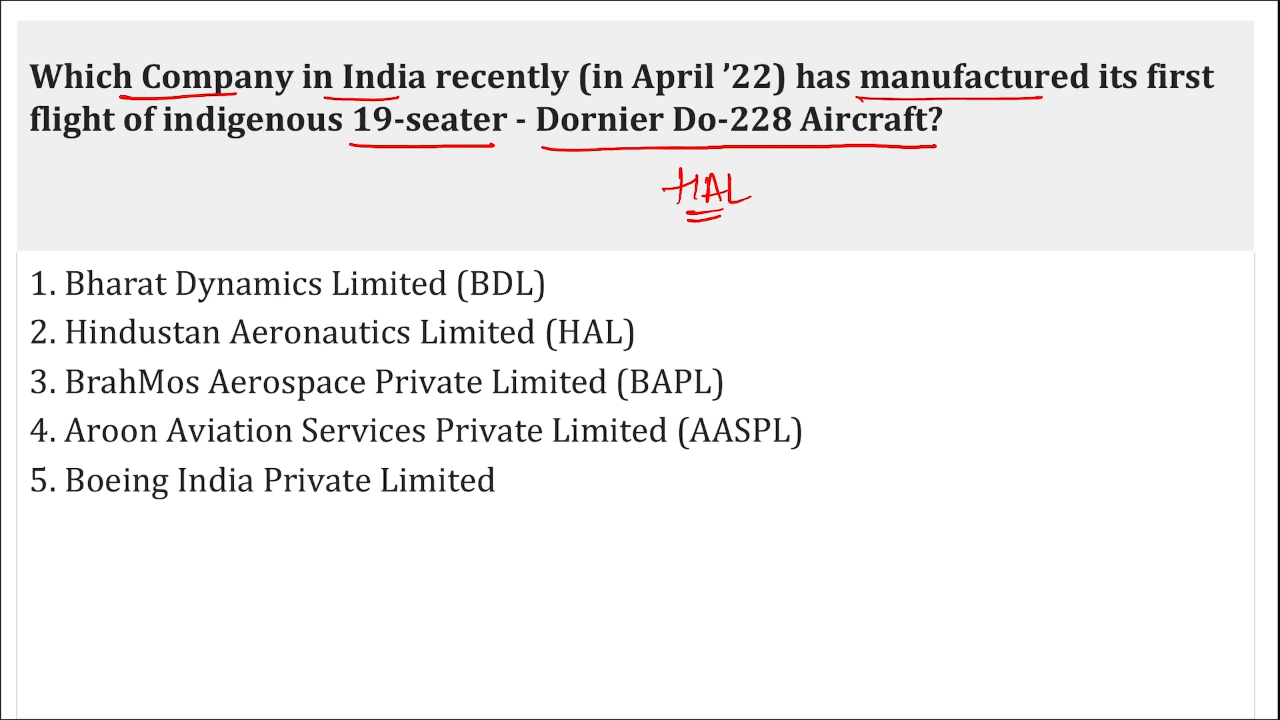 Which Company in India recently (in April ’22) has manufactured its first
flight of indigenous 19-seater - Dornier Do-228 Aircraft?
HAL
1. Bharat Dynamics Limited (BDL)
2. Hindustan Aeronautics Limited (HAL)
3. BrahMos Aerospace Private Limited (BAPL)
4. Aroon Aviation Services Private Limited (AASPL)
5. Boeing India Private Limited